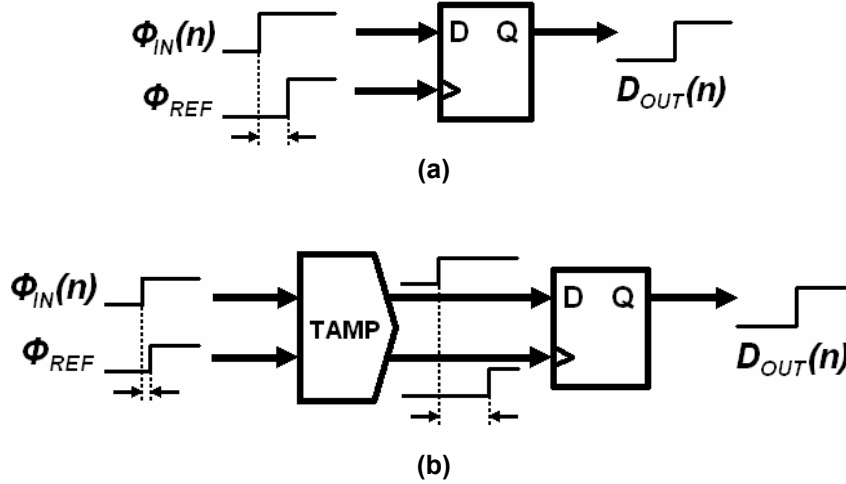 Φ_IN(n)
D Q
Φ_REF
D_OUT(n)
(a)
Φ_IN(n)
D Q
TAMP
Φ_REF
D_OUT(n)
(b)